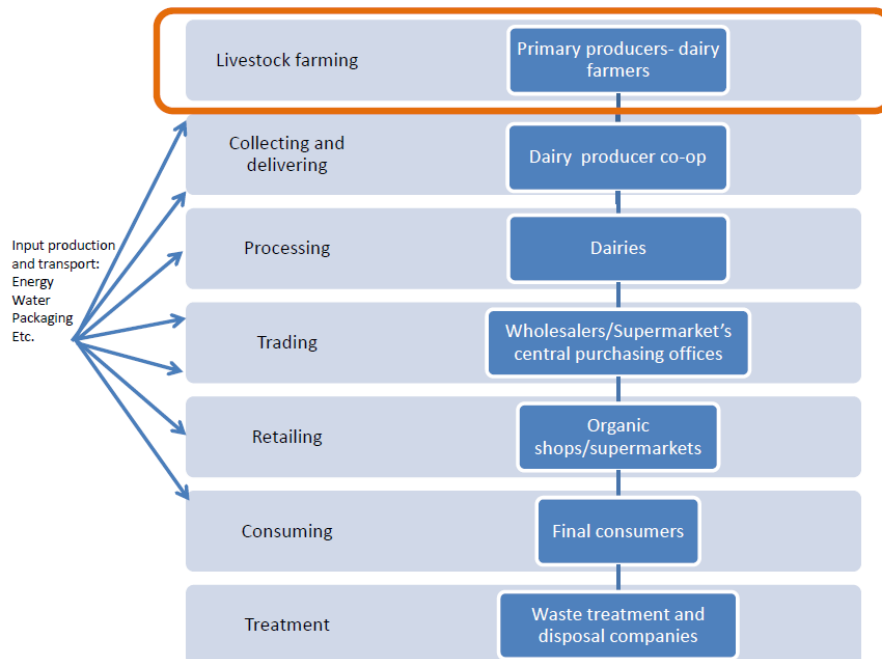 Livestock farming
Primary producers- dairy
farmers
Collecting and
delivering
Dairy  producer co-op
Input production
and transport:
Energy
Water
Packaging
Etc.
Processing
Dairies
Trading
Wholesalers/Supermarket’s
central purchasing offices
Retailing
Organic
shops/supermarkets
Consuming
Final consumers
Treatment
Waste treatment and
disposal companies